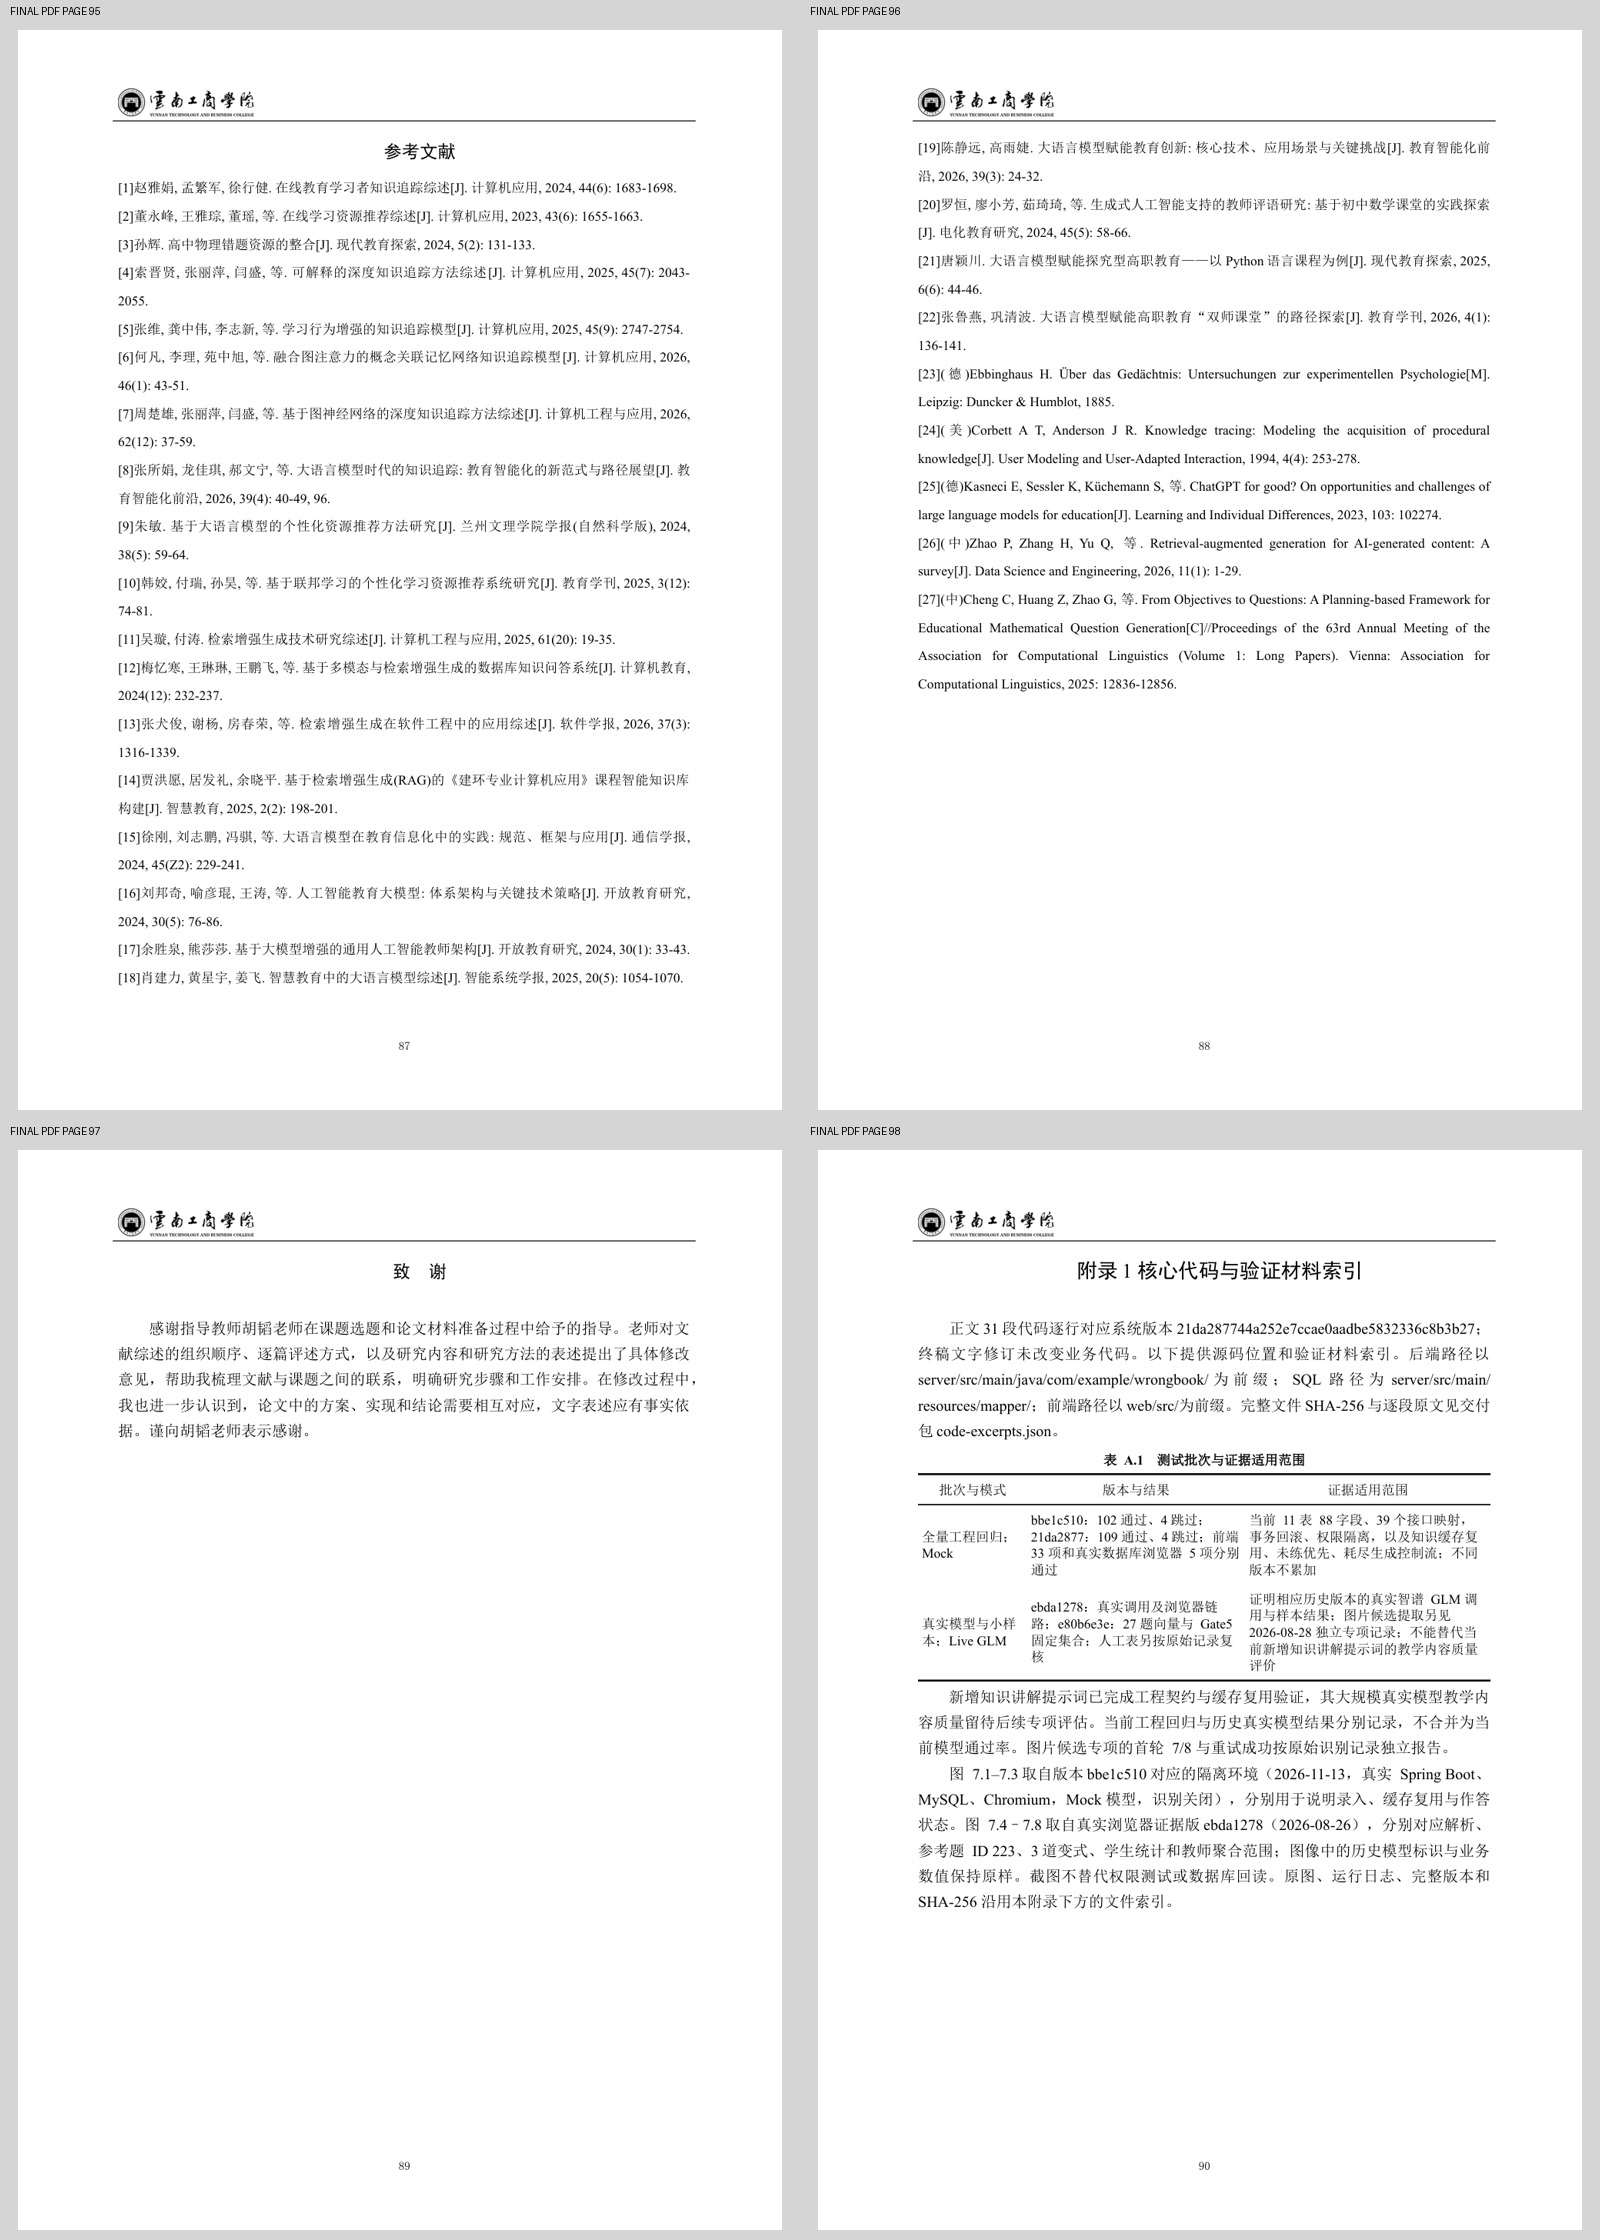 FINAL PDF PAGE 95
雲南工商學院
YUNNAN TECHNOLOGY AND BUSINESS COLLEGE
参考文献
[1]赵雅娟, 孟繁军, 徐行健. 在线教育学习者知识追踪综述[J]. 计算机应用, 2024, 44(6): 1683-1698.
[2]董永峰, 王雅琮, 董瑶, 等. 在线学习资源推荐综述[J]. 计算机应用, 2023, 43(6): 1655-1663.
[3]孙辉. 高中物理错题资源的整合[J]. 现代教育探索, 2024, 5(2): 131-133.
[4]索晋贤, 张丽萍, 闫盛, 等. 可解释的深度知识追踪方法综述[J]. 计算机应用, 2025, 45(7): 2043-
2055.
[5]张维, 龚中伟, 李志新, 等. 学习行为增强的知识追踪模型[J]. 计算机应用, 2025, 45(9): 2747-2754.
[6]何凡, 李理, 苑中旭, 等. 融合图注意力的概念关联记忆网络知识追踪模型[J]. 计算机应用, 2026,
46(1): 43-51.
[7]周楚雄, 张丽萍, 闫盛, 等. 基于图神经网络的深度知识追踪方法综述[J]. 计算机工程与应用, 2026,
62(12): 37-59.
[8]张所娟, 龙佳琪, 郝文宁, 等. 大语言模型时代的知识追踪: 教育智能化的新范式与路径展望[J]. 教
育智能化前沿, 2026, 39(4): 40-49, 96.
[9]朱敏. 基于大语言模型的个性化资源推荐方法研究[J]. 兰州文理学院学报(自然科学版), 2024,
38(5): 59-64.
[10]韩姣, 付瑞, 孙昊, 等. 基于联邦学习的个性化学习资源推荐系统研究[J]. 教育学刊, 2025, 3(12):
74-81.
[11]吴璇, 付涛. 检索增强生成技术研究综述[J]. 计算机工程与应用, 2025, 61(20): 19-35.
[12]梅忆寒, 王琳琳, 王鹏飞, 等. 基于多模态与检索增强生成的数据库知识问答系统[J]. 计算机教育,
2024(12): 232-237.
[13]张犬俊, 谢杨, 房春荣, 等. 检索增强生成在软件工程中的应用综述[J]. 软件学报, 2026, 37(3):
1316-1339.
[14]贾洪愿, 居发礼, 余晓平. 基于检索增强生成(RAG)的《建环专业计算机应用》课程智能知识库
构建[J]. 智慧教育, 2025, 2(2): 198-201.
[15]徐刚, 刘志鹏, 冯骐, 等. 大语言模型在教育信息化中的实践: 规范、框架与应用[J]. 通信学报,
2024, 45(Z2): 229-241.
[16]刘邦奇, 喻彦琨, 王涛, 等. 人工智能教育大模型: 体系架构与关键技术策略[J]. 开放教育研究,
2024, 30(5): 76-86.
[17]余胜泉, 熊莎莎. 基于大模型增强的通用人工智能教师架构[J]. 开放教育研究, 2024, 30(1): 33-43.
[18]肖建力, 黄星宇, 姜飞. 智慧教育中的大语言模型综述[J]. 智能系统学报, 2025, 20(5): 1054-1070.
87
FINAL PDF PAGE 96
雲南工商學院
YUNNAN TECHNOLOGY AND BUSINESS COLLEGE
[19]陈静远, 高雨婕. 大语言模型赋能教育创新: 核心技术、应用场景与关键挑战[J]. 教育智能化前
沿, 2026, 39(3): 24-32.
[20]罗恒, 廖小芳, 茹琦琦, 等. 生成式人工智能支持的教师评语研究: 基于初中数学课堂的实践探索
[J]. 电化教育研究, 2024, 45(5): 58-66.
[21]唐颖川. 大语言模型赋能探究型高职教育——以 Python 语言课程为例[J]. 现代教育探索, 2025,
6(6): 44-46.
[22]张鲁燕, 巩清波. 大语言模型赋能高职教育“双师课堂”的路径探索[J]. 教育学刊, 2026, 4(1):
136-141.
[23](德)Ebbinghaus H. Über das Gedächtnis: Untersuchungen zur experimentellen Psychologie[M].
Leipzig: Duncker & Humblot, 1885.
[24](美)Corbett A T, Anderson J R. Knowledge tracing: Modeling the acquisition of procedural
knowledge[J]. User Modeling and User-Adapted Interaction, 1994, 4(4): 253-278.
[25](德)Kasneci E, Sessler K, Küchemann S, 等. ChatGPT for good? On opportunities and challenges of
large language models for education[J]. Learning and Individual Differences, 2023, 103: 102274.
[26](中)Zhao P, Zhang H, Yu Q, 等. Retrieval-augmented generation for AI-generated content: A
survey[J]. Data Science and Engineering, 2026, 11(1): 1-29.
[27](中)Cheng C, Huang Z, Zhao G, 等. From Objectives to Questions: A Planning-based Framework for
Educational Mathematical Question Generation[C]//Proceedings of the 63rd Annual Meeting of the
Association for Computational Linguistics (Volume 1: Long Papers). Vienna: Association for
Computational Linguistics, 2025: 12836-12856.
88
FINAL PDF PAGE 97
雲南工商學院
YUNNAN TECHNOLOGY AND BUSINESS COLLEGE
致 谢
感谢指导教师胡韬老师在课题选题和论文材料准备过程中给予的指导。老师对文
献综述的组织顺序、逐篇评述方式，以及研究内容和研究方法的表述提出了具体修改
意见，帮助我梳理文献与课题之间的联系，明确研究步骤和工作安排。在修改过程中，
我也进一步认识到，论文中的方案、实现和结论需要相互对应，文字表述应有事实依
据。谨向胡韬老师表示感谢。
89
FINAL PDF PAGE 98
雲南工商學院
YUNNAN TECHNOLOGY AND BUSINESS COLLEGE
附录 1 核心代码与验证材料索引
正文 31 段代码逐行对应系统版本 21da287744a252e7ccae0aadbe5832336c8b3b27；
终稿文字修订未改变业务代码。以下提供源码位置和验证材料索引。后端路径以
server/src/main/java/com/example/wrongbook/ 为前缀；SQL 路径为 server/src/main/
resources/mapper/；前端路径以 web/src/为前缀。完整文件 SHA-256 与逐段原文见交付
包 code-excerpts.json。
表 A.1 测试批次与证据适用范围
批次与模式 版本与结果 证据适用范围
全量工程回归；
Mock
bbe1c510：102 通过、4 跳过；
21da2877：109 通过、4 跳过；前端
33 项和真实数据库浏览器 5 项分别
通过
当前 11 表 88 字段、39 个接口映射，
事务回滚、权限隔离，以及知识缓存复
用、未练优先、耗尽生成控制流；不同
版本不累加
真实模型与小样
本；Live GLM
ebda1278：真实调用及浏览器链
路；e80b6e3e：27 题向量与 Gate5
固定集合；人工表另按原始记录复
核
证明相应历史版本的真实智谱 GLM 调
用与样本结果；图片候选提取另见
2026-08-28 独立专项记录；不能替代当
前新增知识讲解提示词的教学内容质量
评价
新增知识讲解提示词已完成工程契约与缓存复用验证，其大规模真实模型教学内
容质量留待后续专项评估。当前工程回归与历史真实模型结果分别记录，不合并为当
前模型通过率。图片候选专项的首轮 7/8 与重试成功按原始识别记录独立报告。
图 7.1–7.3 取自版本 bbe1c510 对应的隔离环境（2026-11-13，真实 Spring Boot、
MySQL、Chromium，Mock 模型，识别关闭），分别用于说明录入、缓存复用与作答
状态。图 7.4–7.8 取自真实浏览器证据版 ebda1278（2026-08-26），分别对应解析、
参考题 ID 223、3 道变式、学生统计和教师聚合范围；图像中的历史模型标识与业务
数值保持原样。截图不替代权限测试或数据库回读。原图、运行日志、完整版本和
SHA-256 沿用本附录下方的文件索引。
90